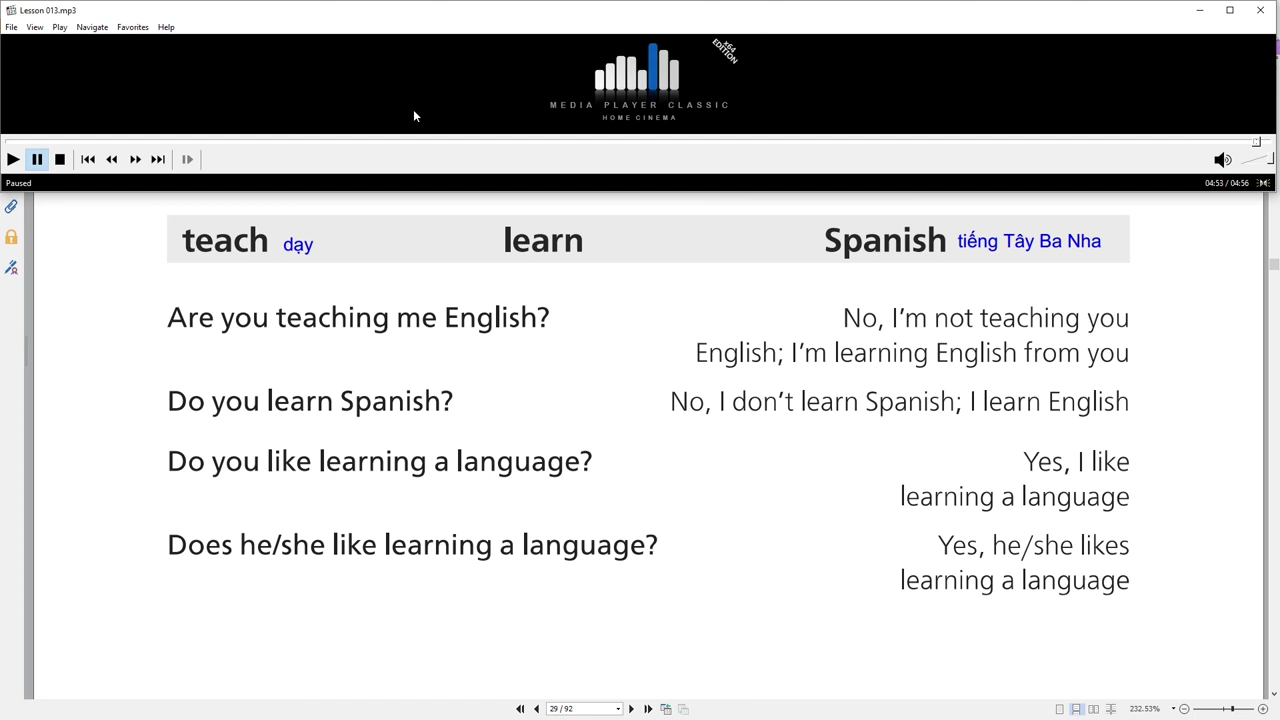 Lesson 013.mp3
File View Play Navigate Favorites Help
x64 EDITION
MEDIA PLAYER CLASSIC
HOME CINEMA
Paused 04:53 / 04:56
teach dạy learn Spanish tiếng Tây Ba Nha
Are you teaching me English? No, I'm not teaching you
English; I'm learning English from you
Do you learn Spanish? No, I don't learn Spanish; I learn English
Do you like learning a language? Yes, I like
learning a language
Does he/she like learning a language? Yes, he/she likes
learning a language
29 / 92 232.53%